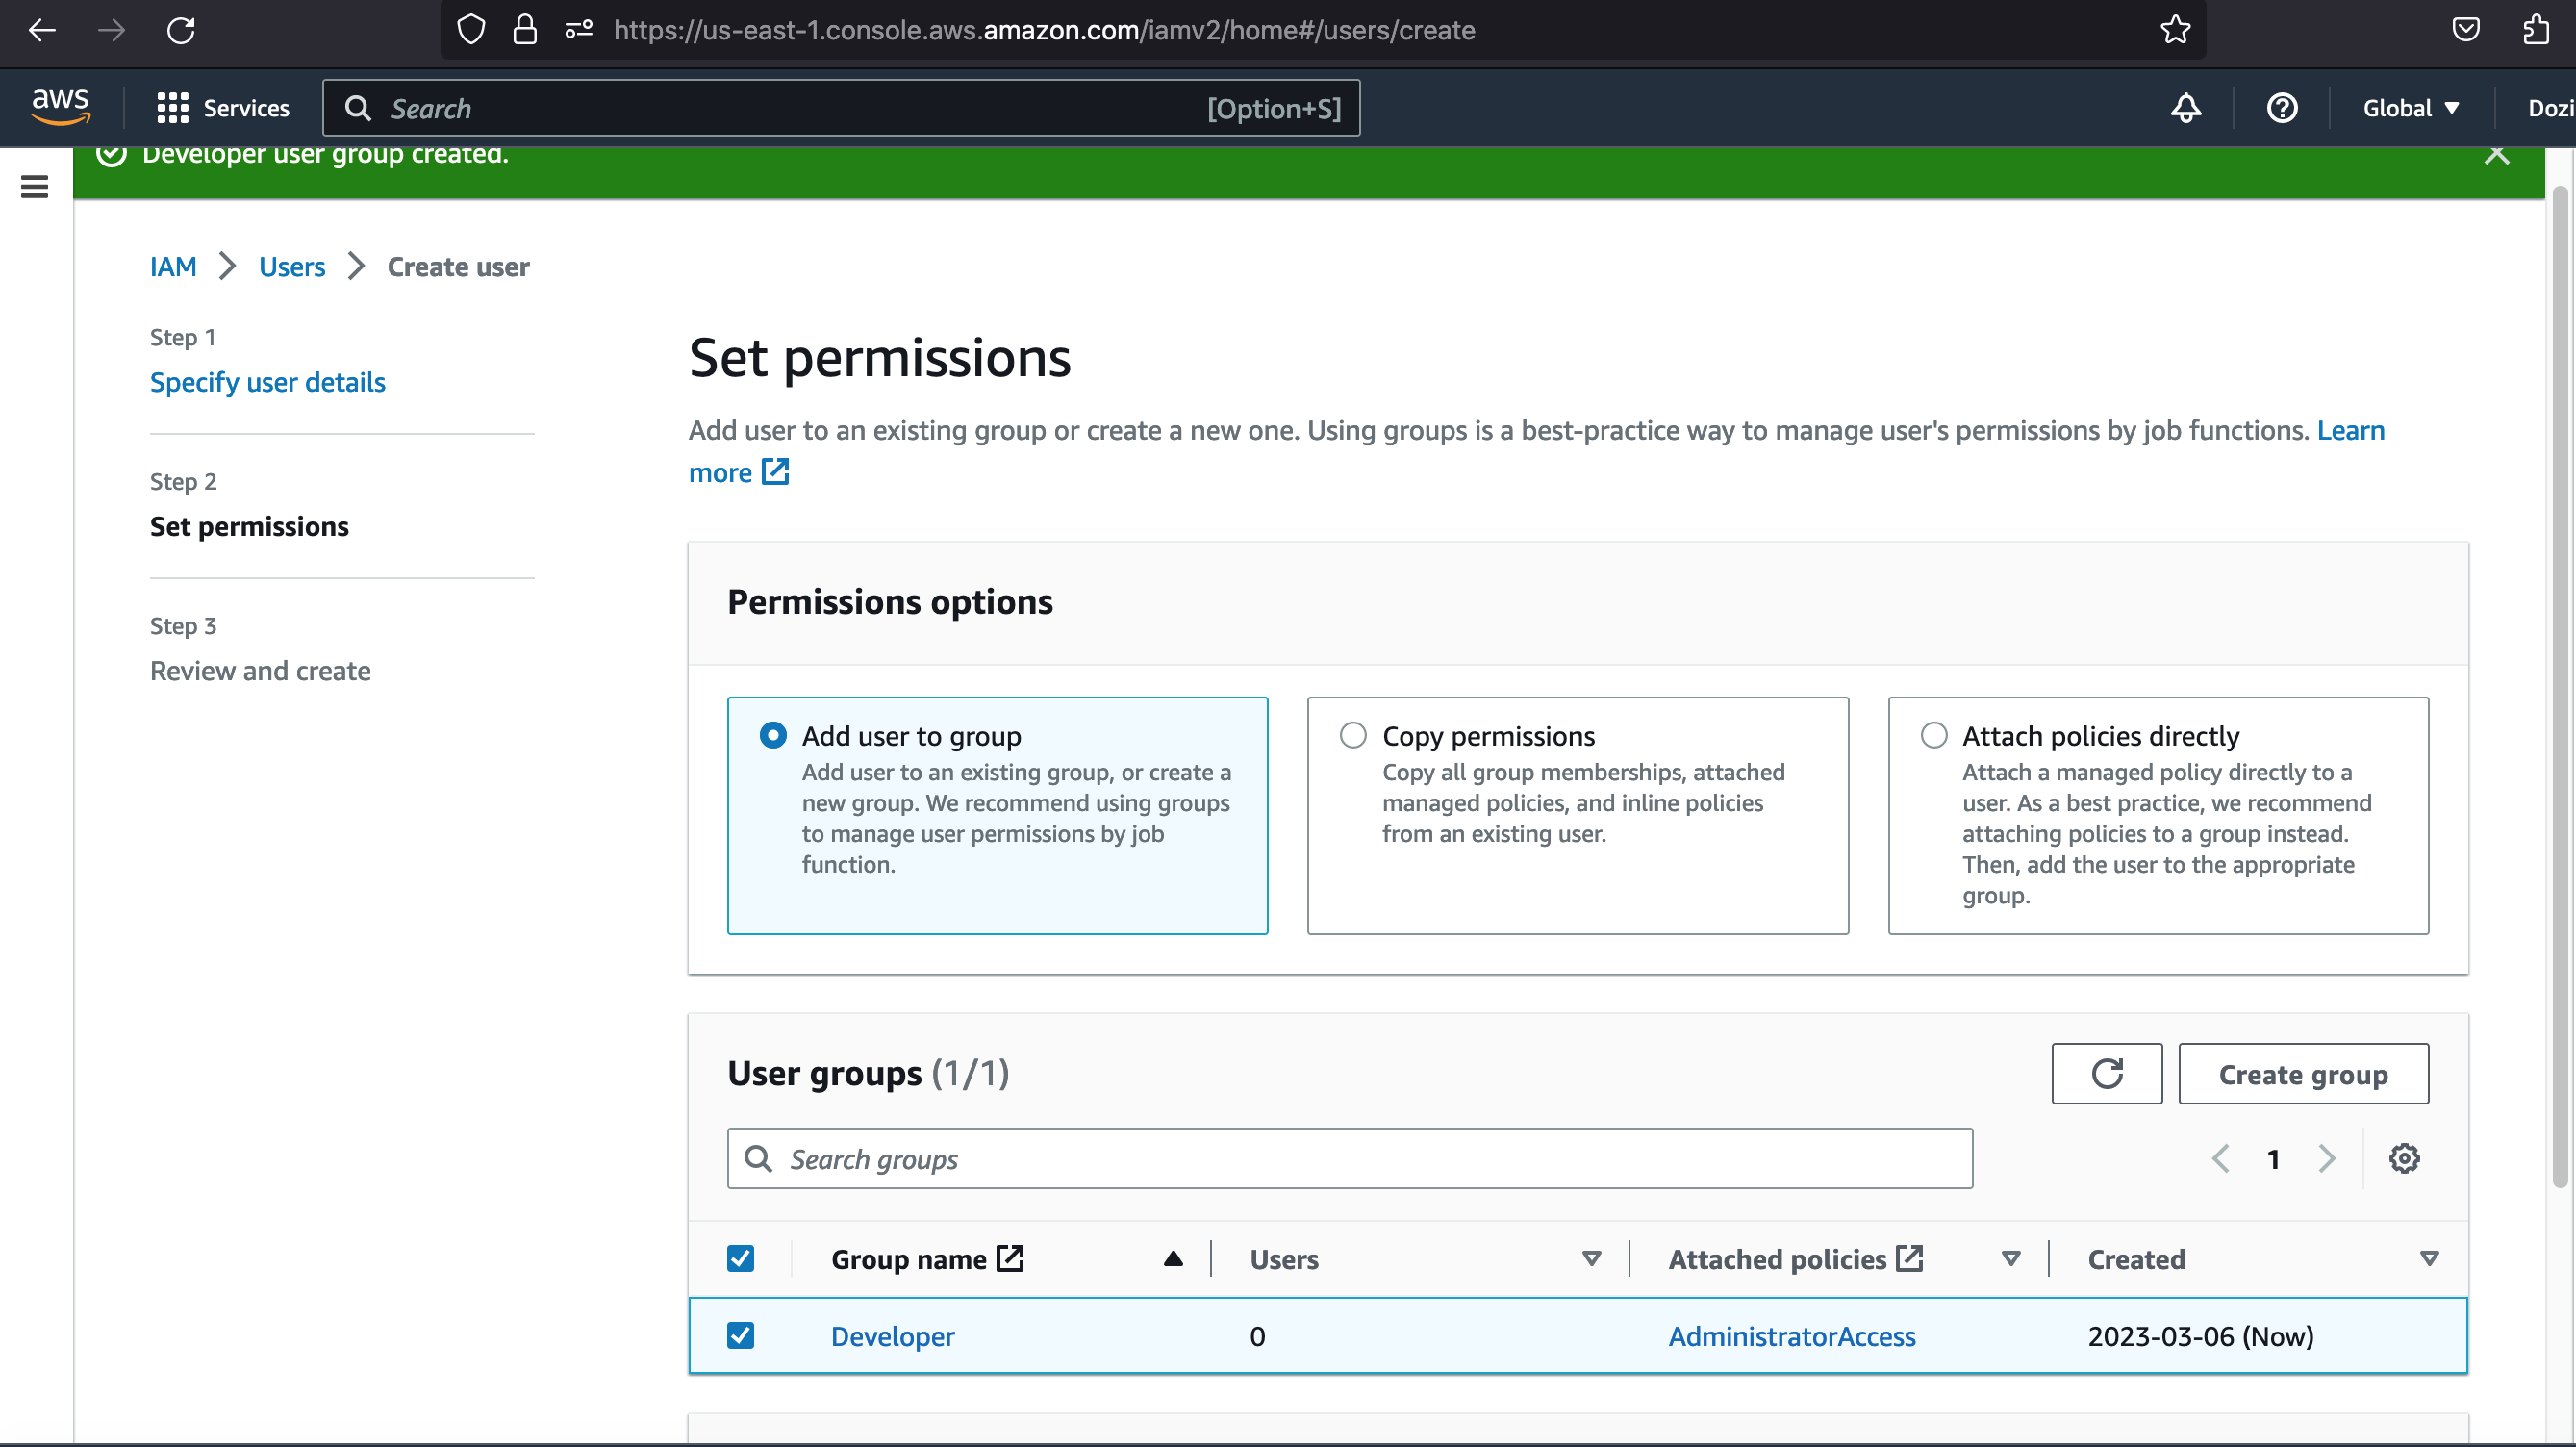 https://us-east-1.console.aws.amazon.com/iamv2/home#/users/create
aws
Services
Search
[Option+S]
Global
Dozi
Developer user group created.
IAM
Users
Create user
Step 1
Specify user details
Step 2
Set permissions
Step 3
Review and create
Set permissions
Add user to an existing group or create a new one. Using groups is a best-practice way to manage user's permissions by job functions. Learn
more
Permissions options
Add user to group
Add user to an existing group, or create a
new group. We recommend using groups
to manage user permissions by job
function.
Copy permissions
Copy all group memberships, attached
managed policies, and inline policies
from an existing user.
Attach policies directly
Attach a managed policy directly to a
user. As a best practice, we recommend
attaching policies to a group instead.
Then, add the user to the appropriate
group.
User groups (1/1)
Create group
Search groups
1
Group name
Users
Attached policies
Created
Developer
0
AdministratorAccess
2023-03-06 (Now)